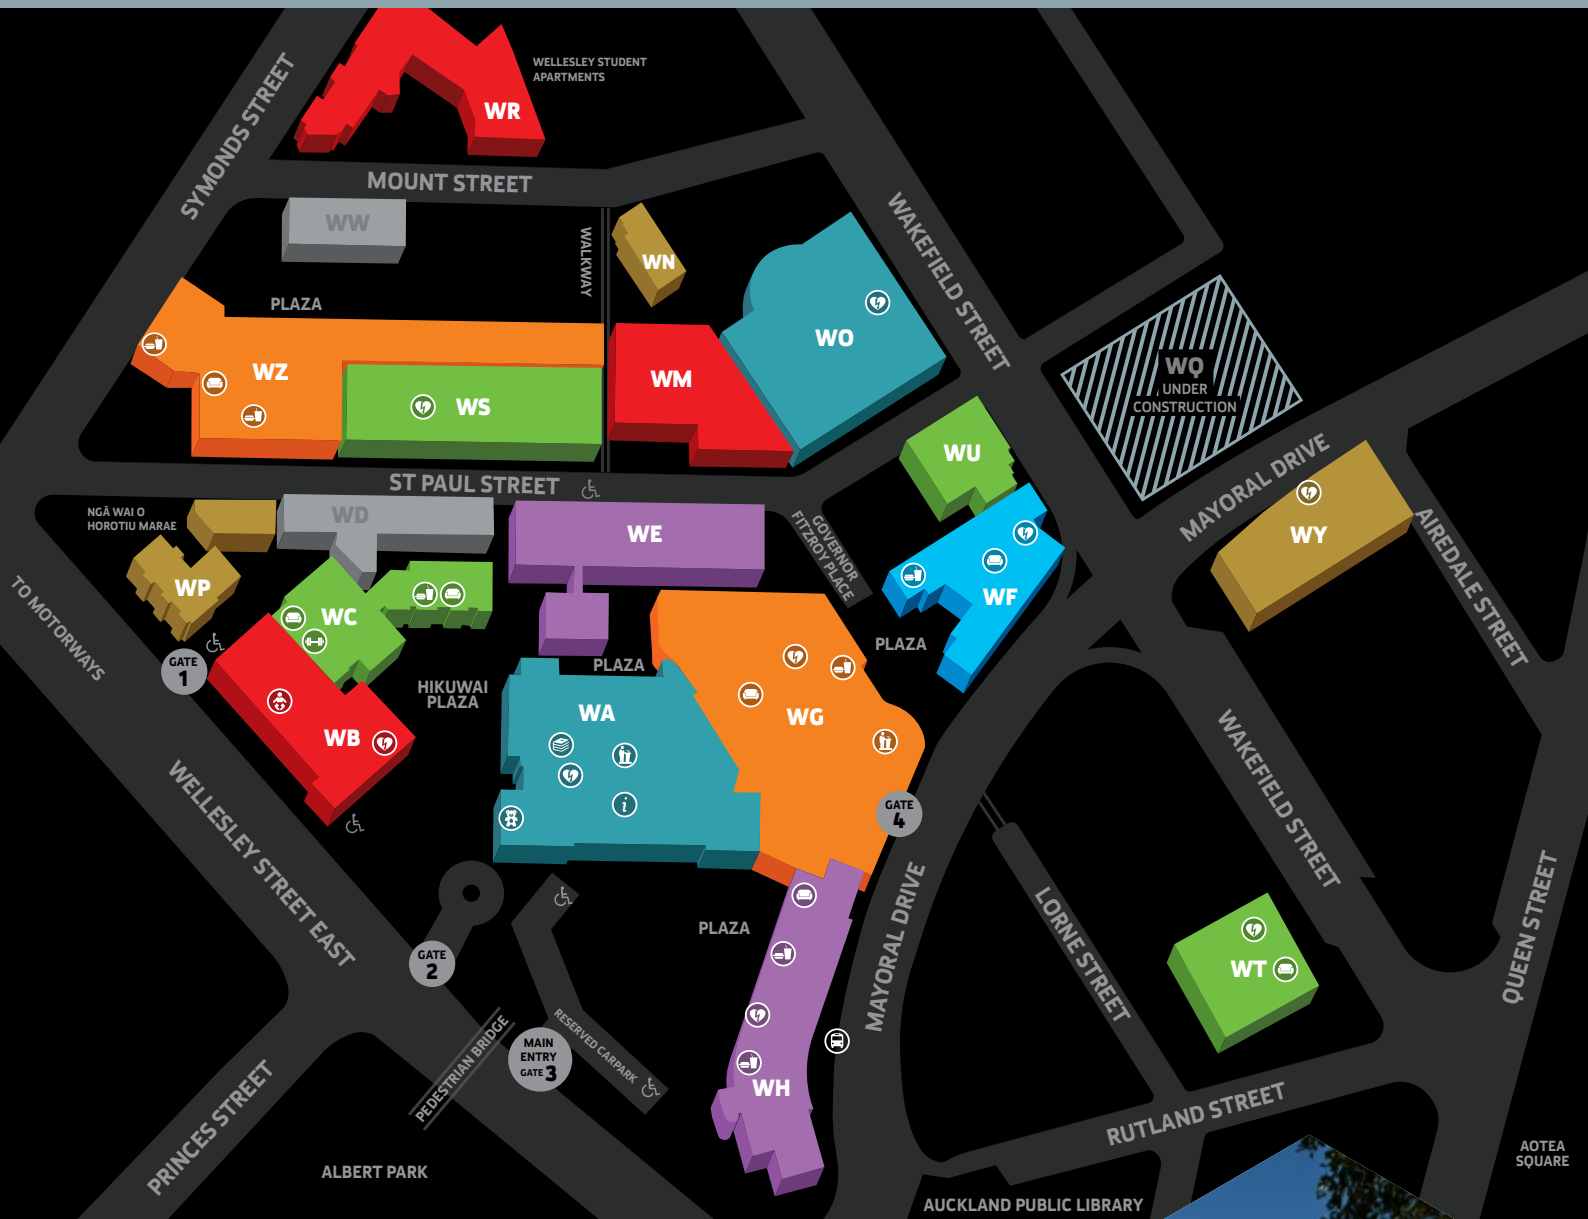 WELLESLEY STUDENT
APARTMENTS
SYMONDS STREET
WR
MOUNT STREET
WW
WALKWAY
WN
WAKEFIELD STREET
PLAZA
WO
WZ
WM
WS
WQ
UNDER
CONSTRUCTION
WU
MAYORAL DRIVE
ST PAUL STREET
NGĀ WAI O
HOROTIU MARAE
WD
WE
GOVERNOR
FITZROY PLACE
WY
AIREDALE STREET
WP
TO MOTORWAYS
WC
WF
GATE
1
PLAZA
PLAZA
HIKUWAI
PLAZA
WA
WG
WB
WAKEFIELD STREET
WELLESLEY STREET EAST
i
GATE
4
QUEEN STREET
MAYORAL DRIVE
LORNE STREET
PLAZA
WT
GATE
2
RESERVED CARPARK
PEDESTRIAN BRIDGE
MAIN
ENTRY
GATE 3
WH
PRINCES STREET
RUTLAND STREET
ALBERT PARK
AOTEA
SQUARE
AUCKLAND PUBLIC LIBRARY